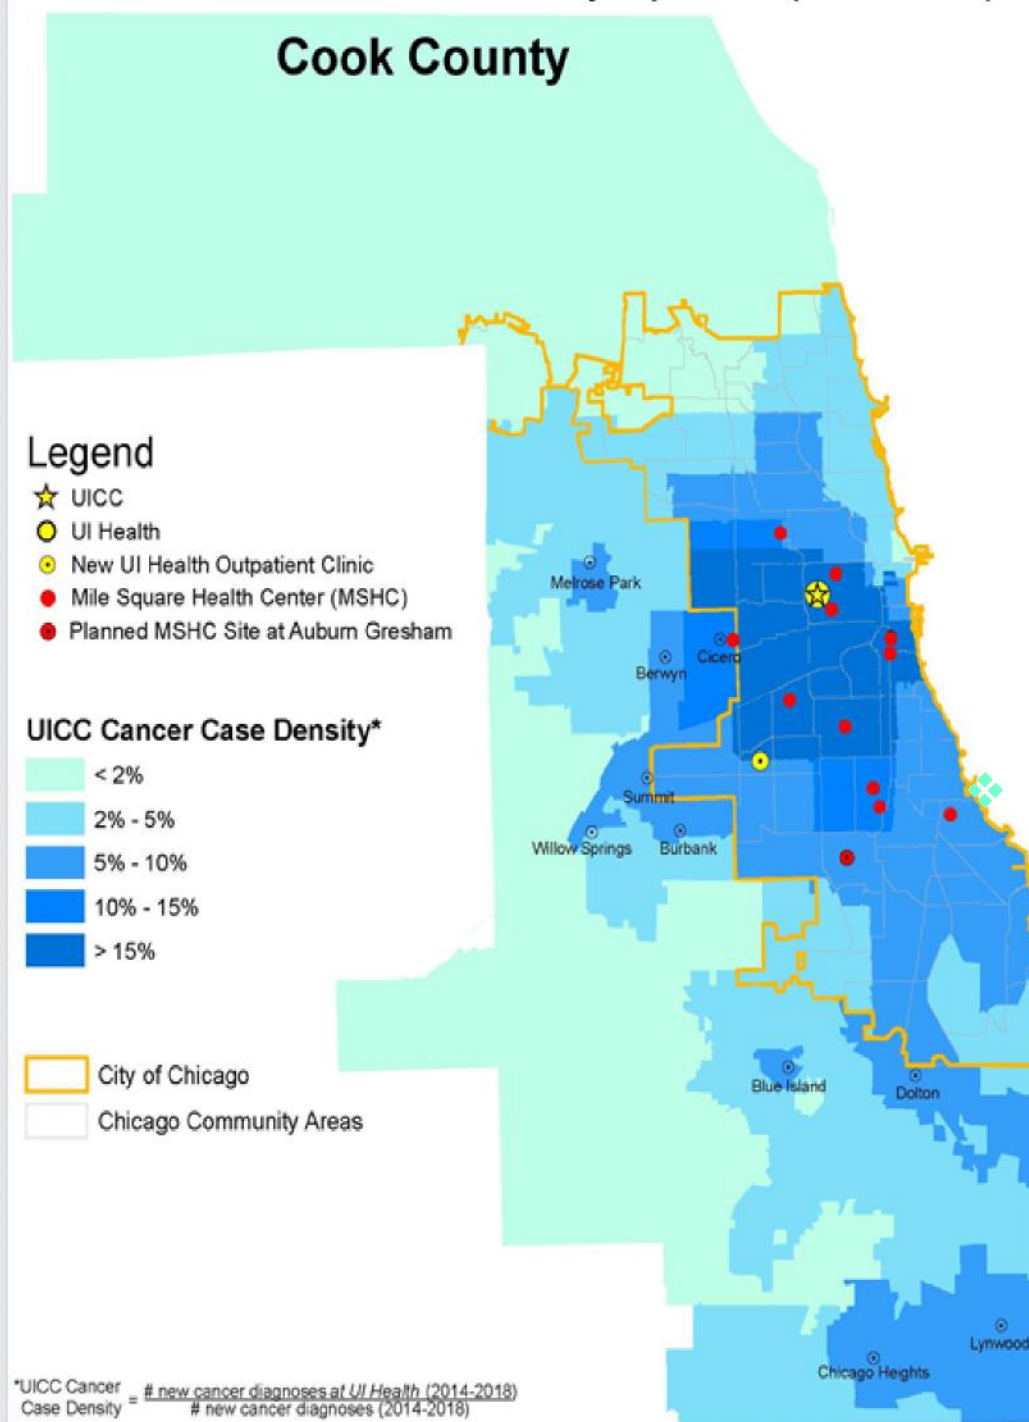 Cook County
Legend
UICC
UI Health
New UI Health Outpatient Clinic
Mile Square Health Center (MSHC)
Planned MSHC Site at Auburn Gresham
UICC Cancer Case Density*
< 2%
2% - 5%
5% - 10%
10% - 15%
> 15%
City of Chicago
Chicago Community Areas
Melrose Park
Cicero
Berwyn
Summit
Willow Springs
Burbank
Blue Island
Dolton
Lynwood
Chicago Heights
*UICC Cancer Case Density = # new cancer diagnoses at UI Health (2014-2018)
# new cancer diagnoses (2014-2018)